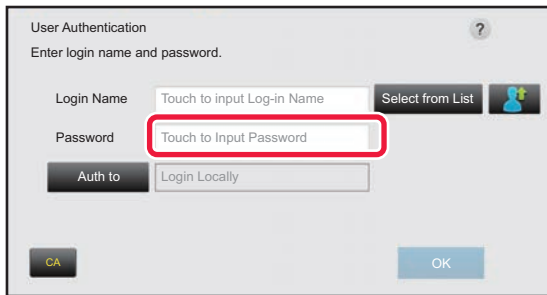 User Authentication
?
Enter login name and password.
Login Name
Touch to input Log-in Name
Select from List
Password
Touch to Input Password
Auth to
Login Locally
CA
OK